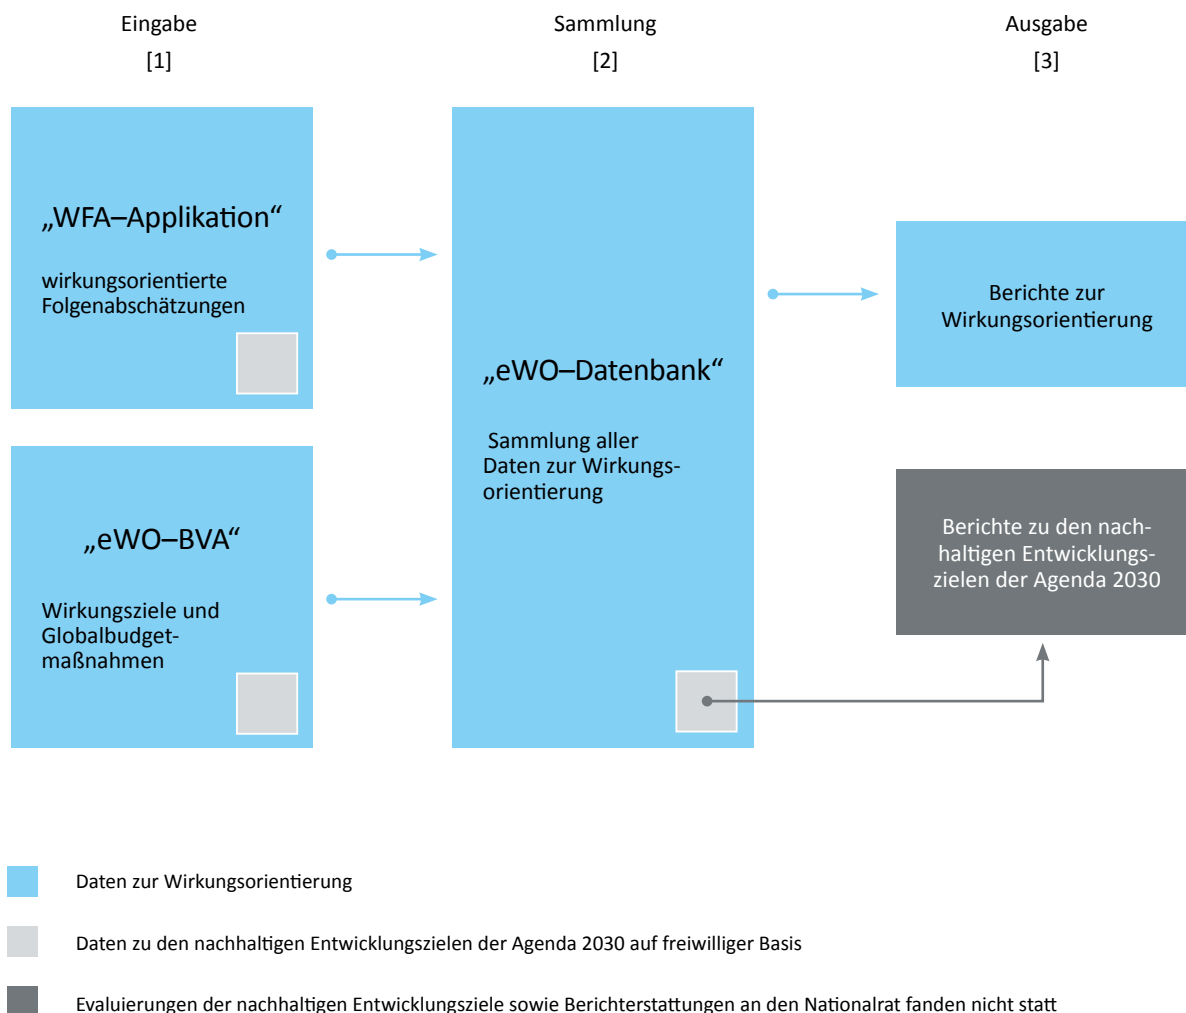 Eingabe
[1]
Sammlung
[2]
Ausgabe
[3]
„WFA–Applikation“
wirkungsorientierte
Folgenabschätzungen
„eWO–BVA“
Wirkungsziele und
Globalbudget-
maßnahmen
„eWO–Datenbank“
Sammlung aller
Daten zur Wirkungs-
orientierung
Berichte zur
Wirkungsorientierung
Berichte zu den nach-
haltigen Entwicklungs-
zielen der Agenda 2030
Daten zur Wirkungsorientierung
Daten zu den nachhaltigen Entwicklungszielen der Agenda 2030 auf freiwilliger Basis
Evaluierungen der nachhaltigen Entwicklungsziele sowie Berichterstattungen an den Nationalrat fanden nicht statt